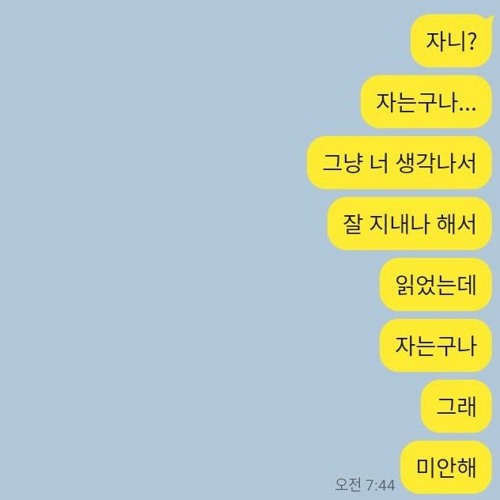 자니?
자는구나...
그냥 너 생각나서
잘 지내나 해서
읽었는데
자는구나
그래
미안해
오전 7:44